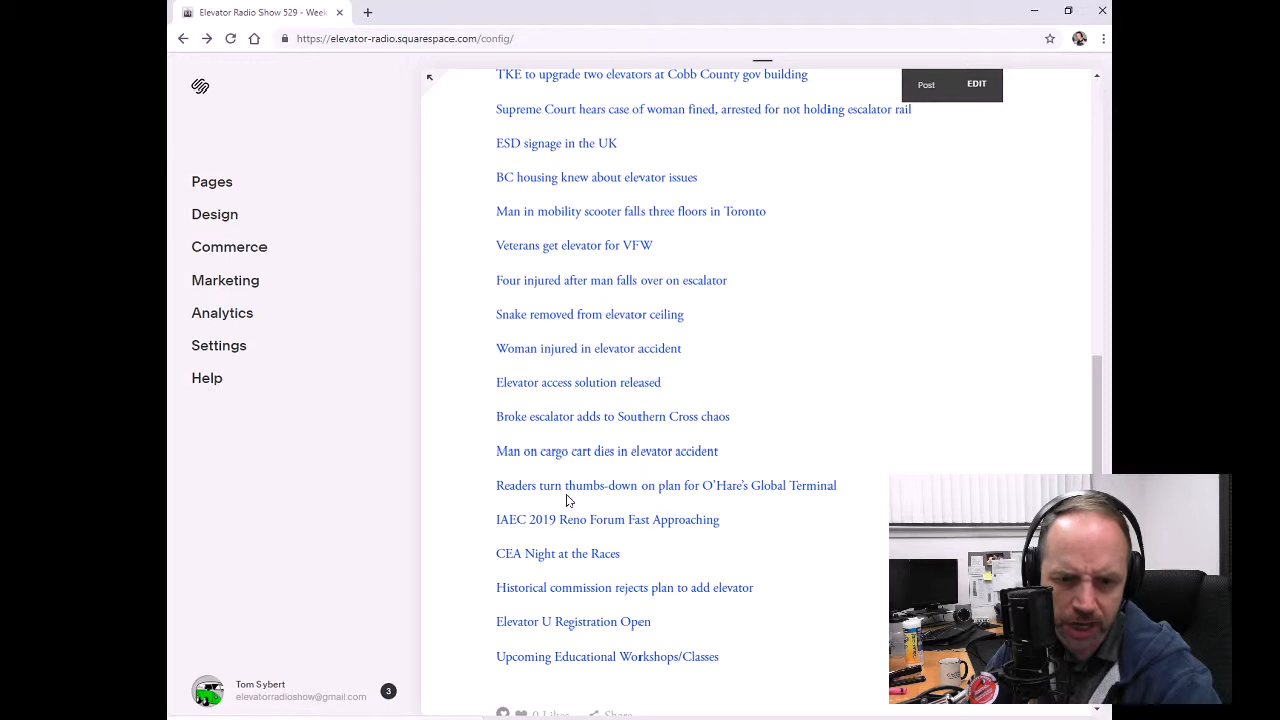 Elevator Radio Show 529 - Week
https://elevator-radio.squarespace.com/config/
TKE to upgrade two elevators at Cobb County gov building
Post EDIT
Supreme Court hears case of woman fined, arrested for not holding escalator rail
ESD signage in the UK
BC housing knew about elevator issues
Pages
Man in mobility scooter falls three floors in Toronto
Design
Veterans get elevator for VFW
Commerce
Four injured after man falls over on escalator
Marketing
Snake removed from elevator ceiling
Analytics
Woman injured in elevator accident
Settings
Elevator access solution released
Help
Broke escalator adds to Southern Cross chaos
Man on cargo cart dies in elevator accident
Readers turn thumbs-down on plan for O'Hare's Global Terminal
IAEC 2019 Reno Forum Fast Approaching
CEA Night at the Races
Historical commission rejects plan to add elevator
Elevator U Registration Open
Upcoming Educational Workshops/Classes
Tom Sybert
elevatorradioshow@gmail.com
3
0 Likes Share